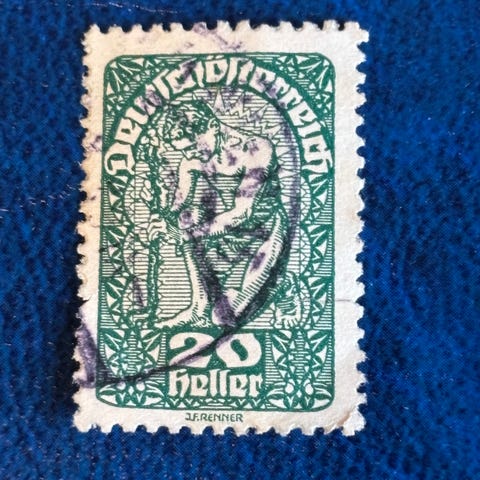 Deutschösterreich
20
heller
J.F. RENNER